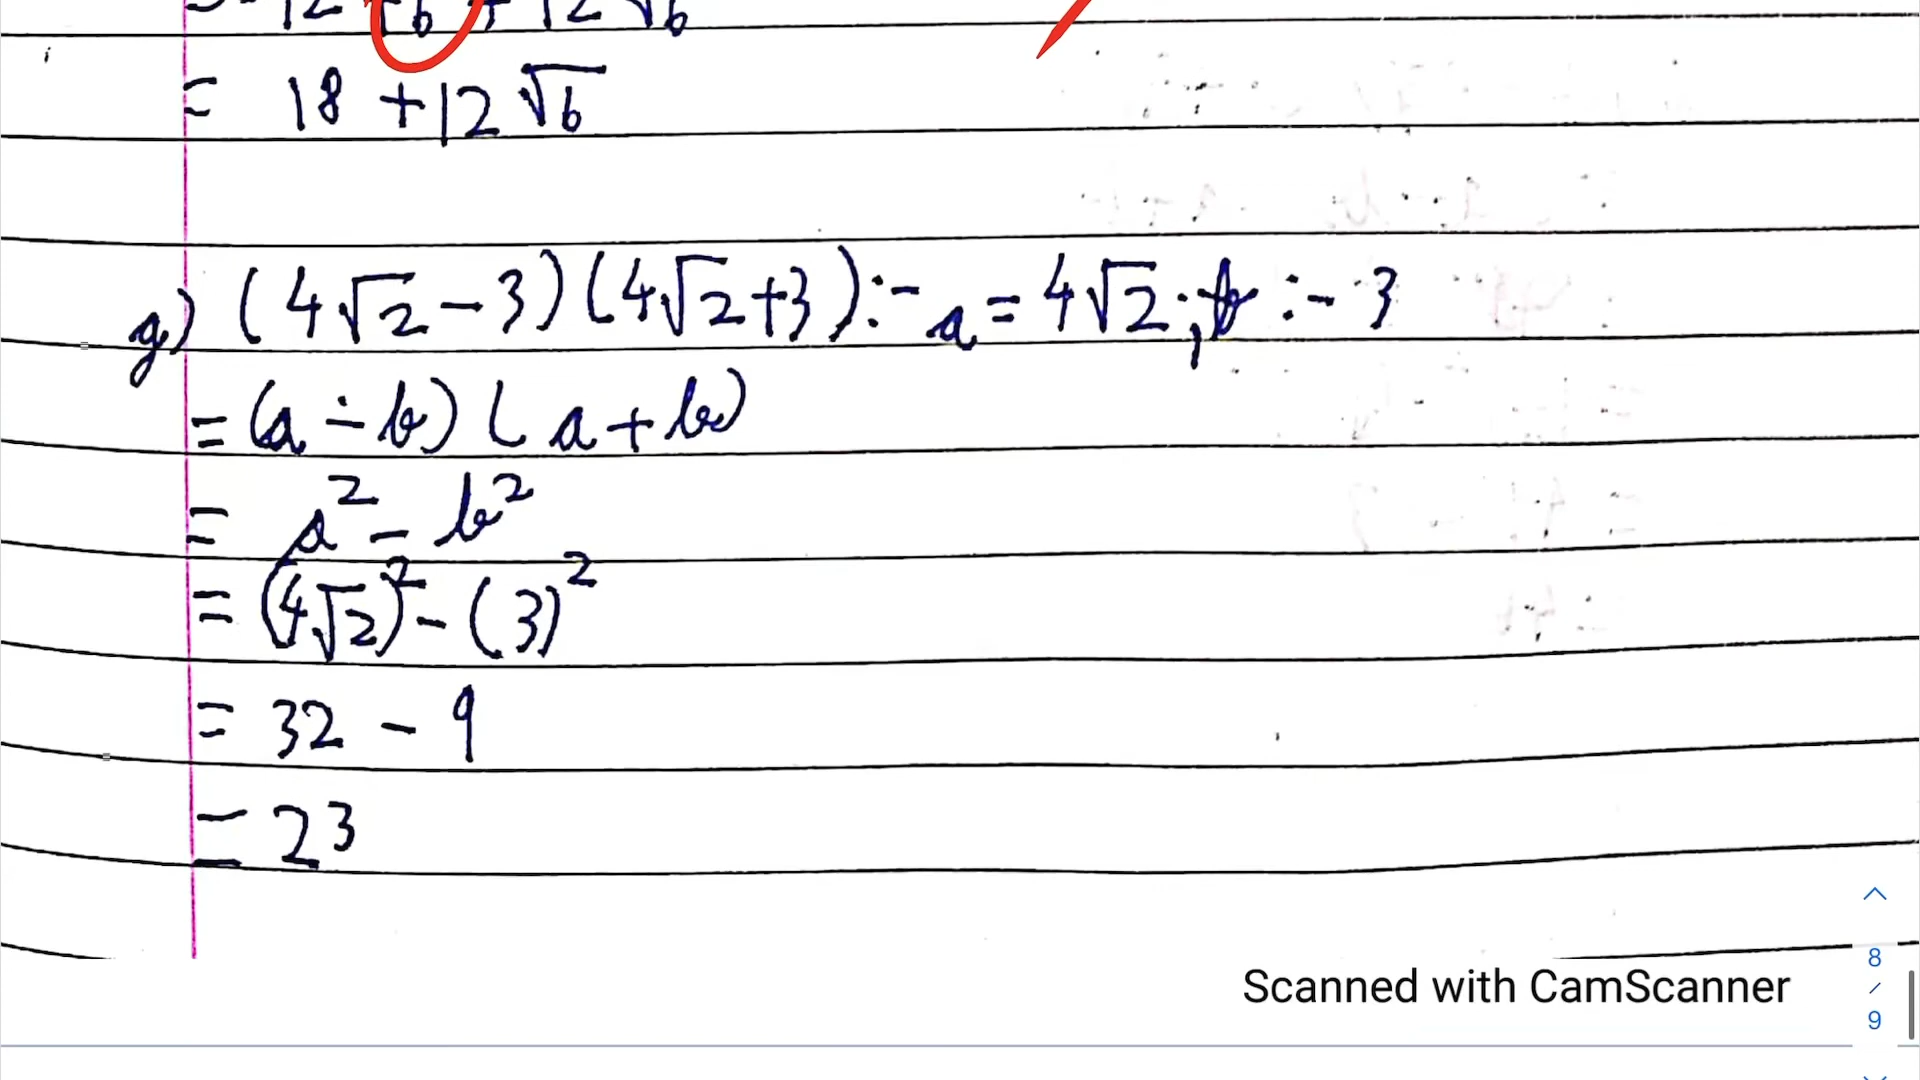 = 18 + 12 √6
g) (4√2 - 3)(4√2 + 3) :- a = 4√2 ; b :- 3
= (a - b) ( a + b)
= a² - b²
= (4√2)² - (3)²
= 32 - 9
= 23
Scanned with CamScanner
8
/
9